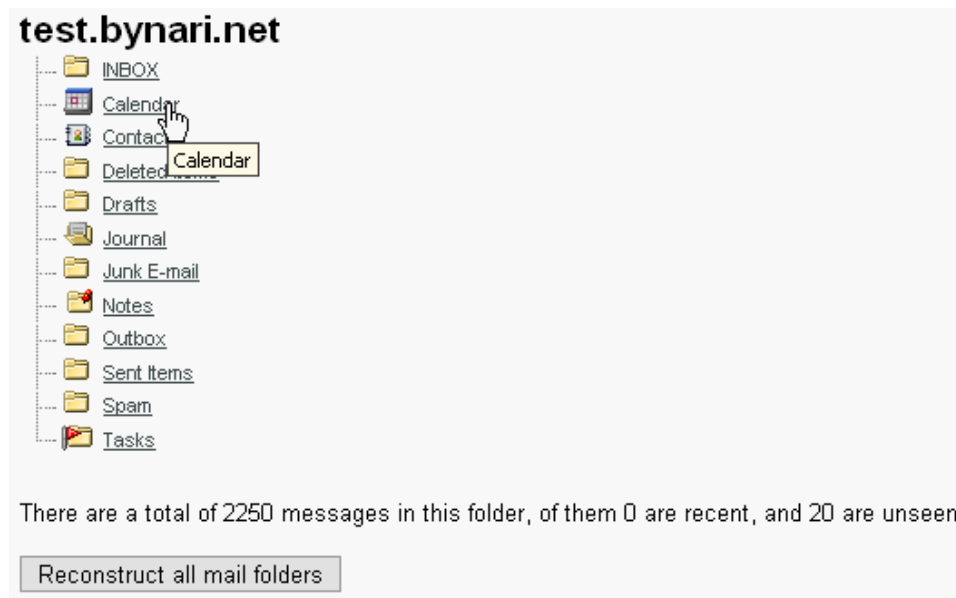 test.bynari.net
INBOX
Calendar
Contac
Calendar
Deleted
Drafts
Journal
Junk E-mail
Notes
Outbox
Sent Items
Spam
Tasks
There are a total of 2250 messages in this folder, of them 0 are recent, and 20 are unseen
Reconstruct all mail folders